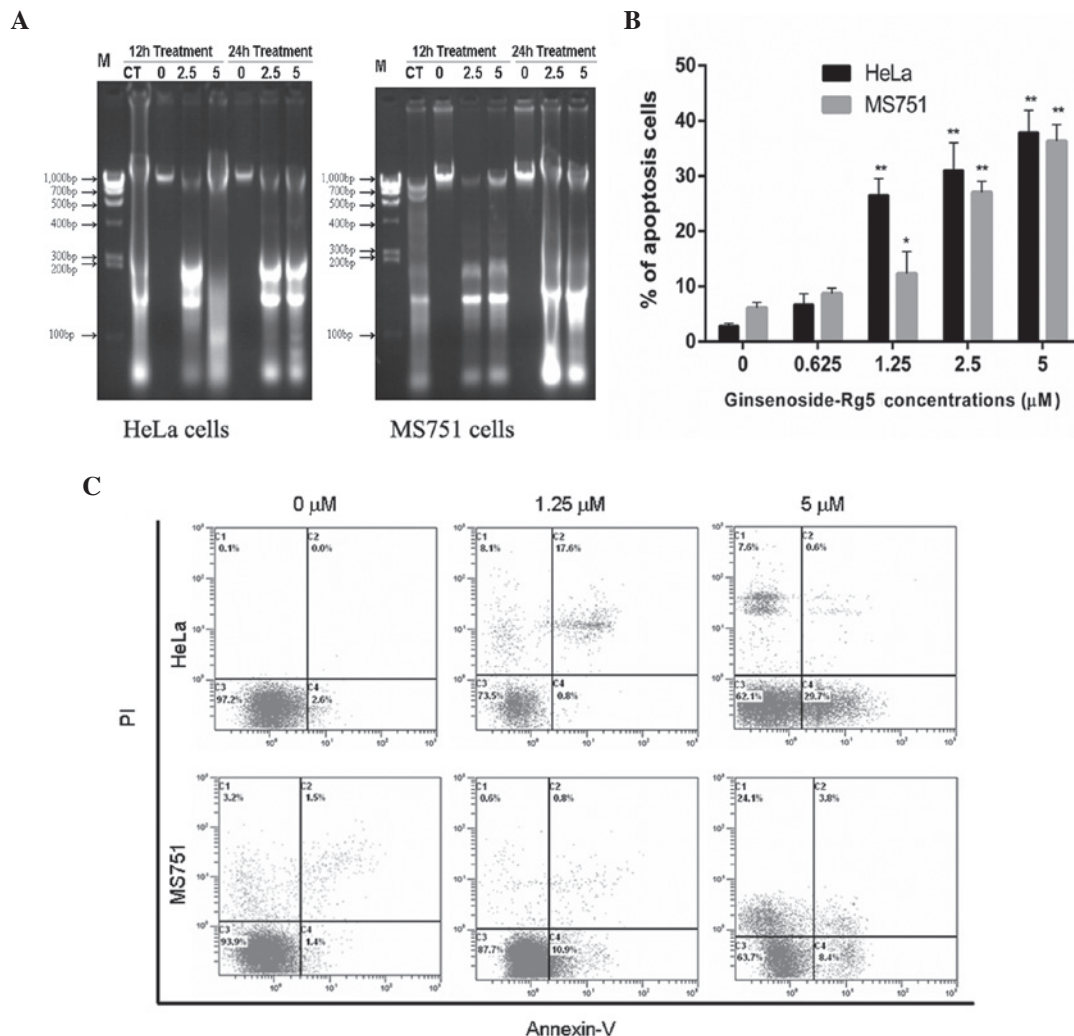 A
12h Treatment 24h Treatment
M CT 0 2.5 5 0 2.5 5
1,000bp
700bp
500bp
400bp
300bp
200bp
100bp
HeLa cells
12h Treatment 24h Treatment
M CT 0 2.5 5 0 2.5 5
1,000bp
700bp
500bp
400bp
300bp
200bp
100bp
MS751 cells
B
HeLa
MS751
% of apoptosis cells
50
40
30
20
10
0
** ** * ** ** ** **
0 0.625 1.25 2.5 5
Ginsenoside-Rg5 concentrations (μM)
C
0 μM 1.25 μM 5 μM
PI
HeLa
C1 0.1% C2 0.0%
C3 97.2% C4 2.6%
C1 8.1% C2 17.6%
C3 73.5% C4 0.8%
C1 7.6% C2 0.6%
C3 62.1% C4 29.7%
MS751
C1 3.2% C2 1.5%
C3 93.9% C4 1.4%
C1 0.6% C2 0.8%
C3 87.7% C4 10.9%
C1 24.1% C2 3.8%
C3 63.7% C4 8.4%
Annexin-V